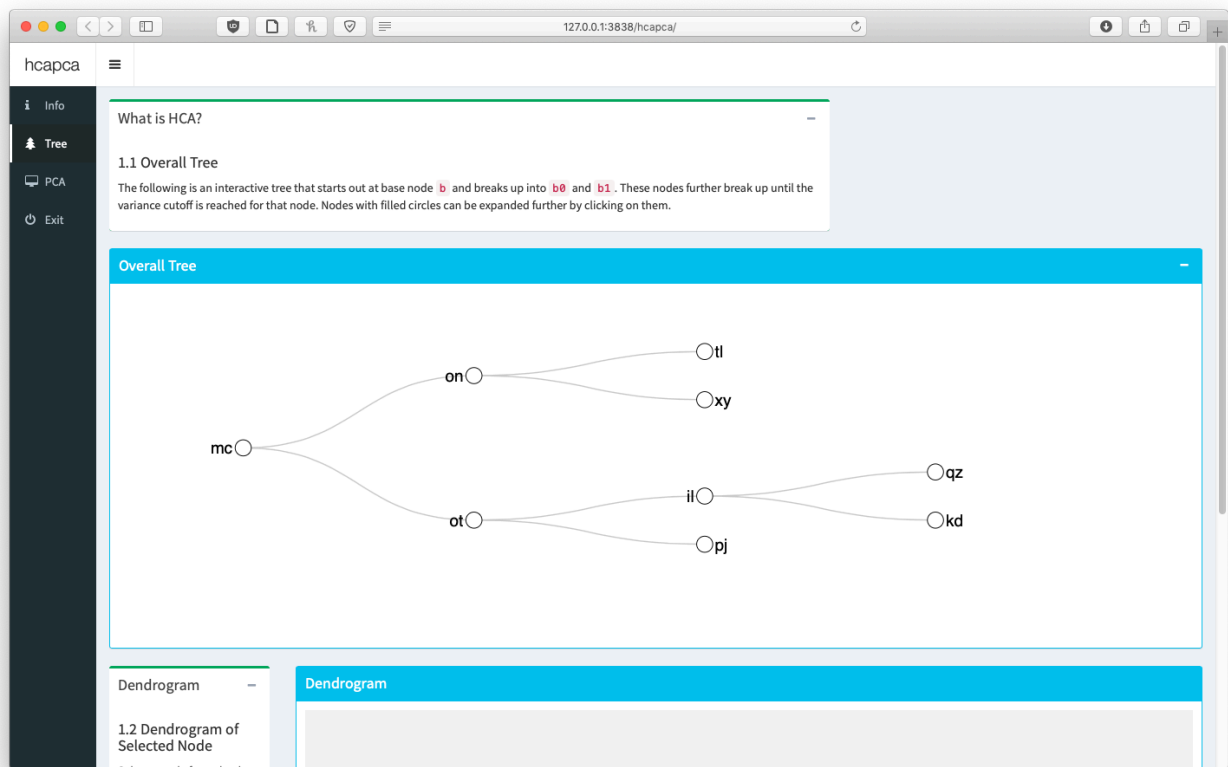 127.0.0.1:3838/hcapca/
hcapca
Info
Tree
PCA
Exit
What is HCA?
1.1 Overall Tree
The following is an interactive tree that starts out at base node b and breaks up into b0 and b1 . These nodes further break up until the
variance cutoff is reached for that node. Nodes with filled circles can be expanded further by clicking on them.
Overall Tree
tl
on
xy
mc
qz
il
ot
kd
pj
Dendrogram
Dendrogram
1.2 Dendrogram of
Selected Node